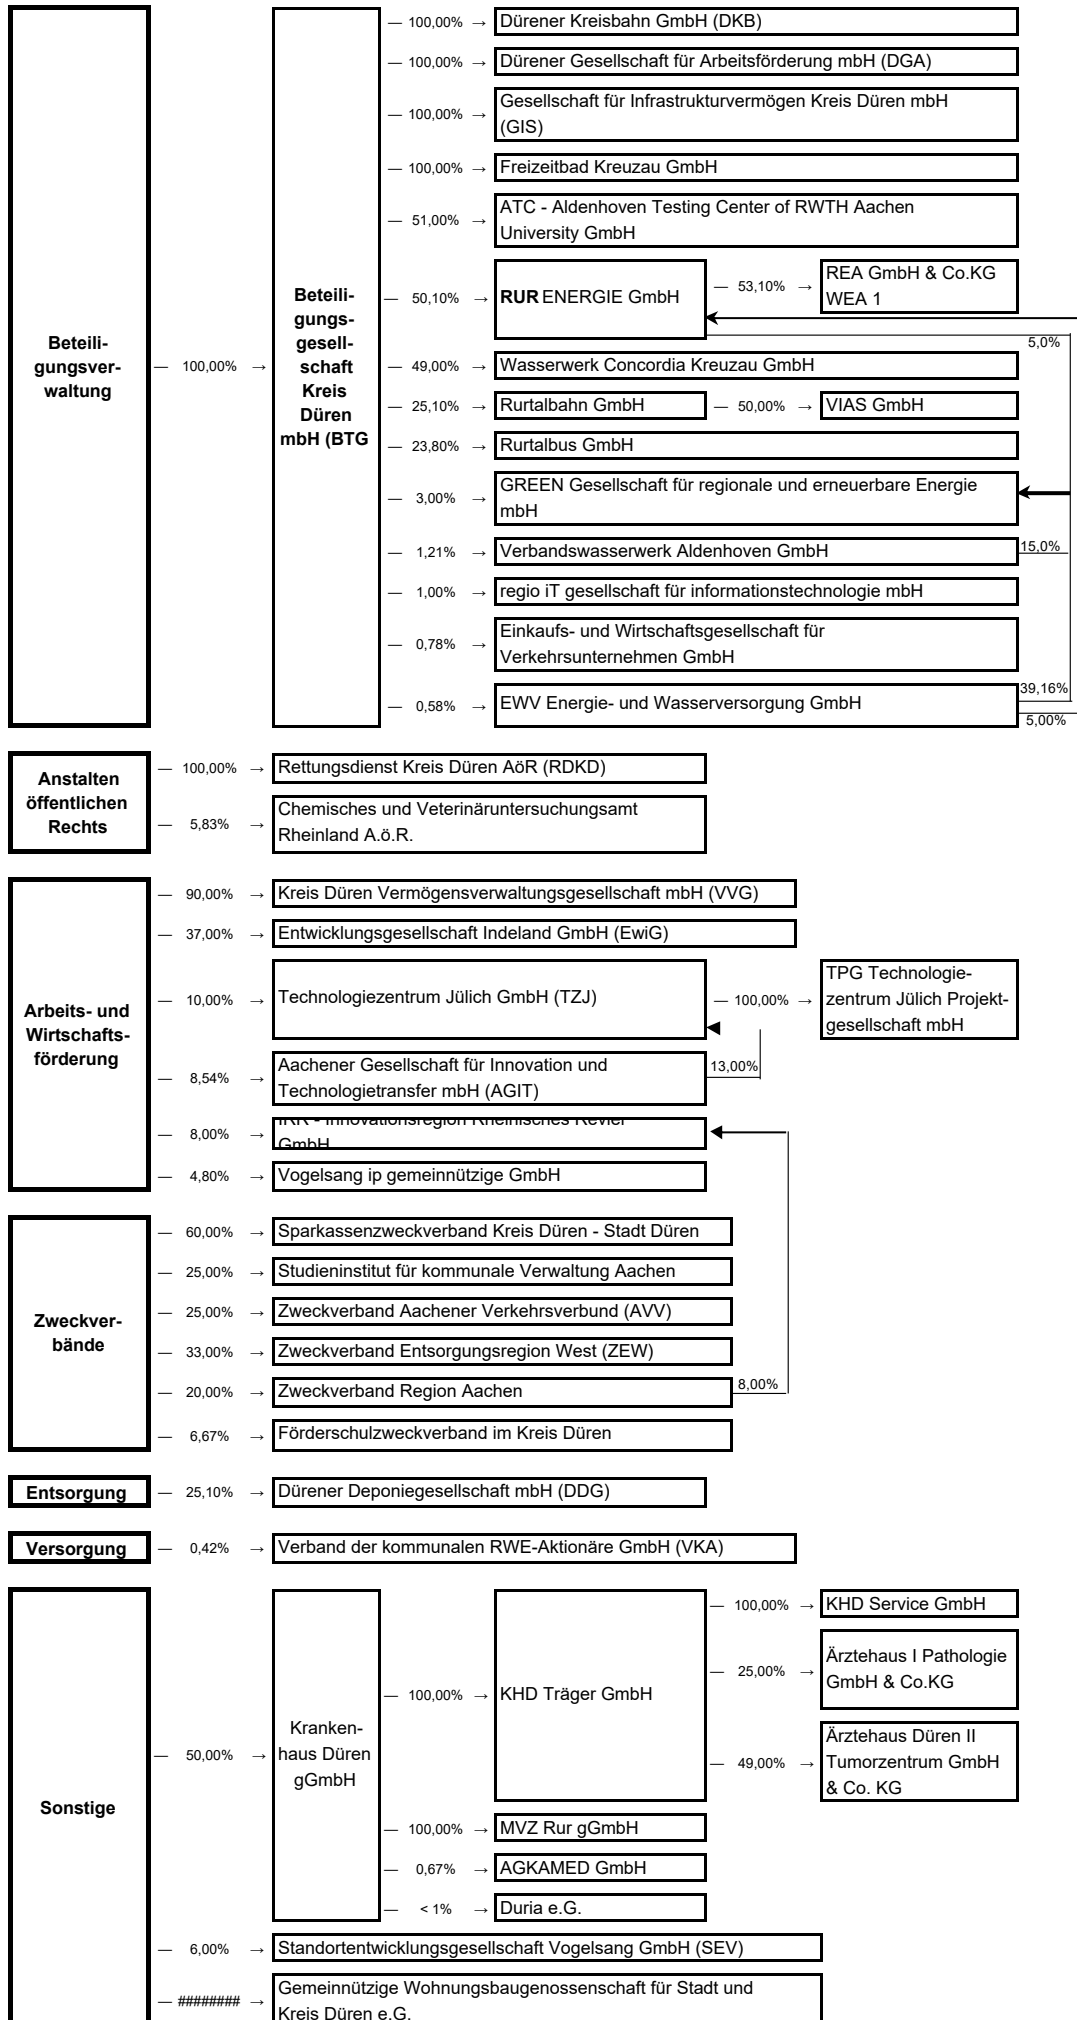 — 100,00% → Dürener Kreisbahn GmbH (DKB)
— 100,00% → Dürener Gesellschaft für Arbeitsförderung mbH (DGA)
Gesellschaft für Infrastrukturvermögen Kreis Düren mbH
— 100,00% →
(GIS)
— 100,00% → Freizeitbad Kreuzau GmbH
ATC - Aldenhoven Testing Center of RWTH Aachen
— 51,00% →
University GmbH
Beteili-
gungsver-
waltung
— 100,00% →
Beteili-
gungs-
gesell-
schaft
Kreis
Düren
mbH (BTG
— 50,10% → RUR ENERGIE GmbH
— 53,10% →
REA GmbH & Co.KG
WEA 1
5,0%
— 49,00% → Wasserwerk Concordia Kreuzau GmbH
— 25,10% → Rurtalbahn GmbH — 50,00% → VIAS GmbH
— 23,80% → Rurtalbus GmbH
GREEN Gesellschaft für regionale und erneuerbare Energie
— 3,00% →
mbH
— 1,21% → Verbandswasserwerk Aldenhoven GmbH 15,0%
— 1,00% → regio iT gesellschaft für informationstechnologie mbH
Einkaufs- und Wirtschaftsgesellschaft für
— 0,78% →
Verkehrsunternehmen GmbH
— 0,58% → EWV Energie- und Wasserversorgung GmbH
39,16%
5,00%
Anstalten
öffentlichen
Rechts
— 100,00% → Rettungsdienst Kreis Düren AöR (RDKD)
Chemisches und Veterinäruntersuchungsamt
— 5,83% →
Rheinland A.ö.R.
Arbeits- und
Wirtschafts-
förderung
— 90,00% → Kreis Düren Vermögensverwaltungsgesellschaft mbH (VVG)
— 37,00% → Entwicklungsgesellschaft Indeland GmbH (EwiG)
— 10,00% → Technologiezentrum Jülich GmbH (TZJ) — 100,00% →
TPG Technologie-
zentrum Jülich Projekt-
gesellschaft mbH
Aachener Gesellschaft für Innovation und
— 8,54% →
Technologietransfer mbH (AGIT)
13,00%
IRR - Innovationsregion Rheinisches Revier
— 8,00% →
GmbH
— 4,80% → Vogelsang ip gemeinnützige GmbH
Zweckver-
bände
— 60,00% → Sparkassenzweckverband Kreis Düren - Stadt Düren
— 25,00% → Studieninstitut für kommunale Verwaltung Aachen
— 25,00% → Zweckverband Aachener Verkehrsverbund (AVV)
— 33,00% → Zweckverband Entsorgungsregion West (ZEW)
— 20,00% → Zweckverband Region Aachen 8,00%
— 6,67% → Förderschulzweckverband im Kreis Düren
Entsorgung — 25,10% → Dürener Deponiegesellschaft mbH (DDG)
Versorgung — 0,42% → Verband der kommunalen RWE-Aktionäre GmbH (VKA)
Sonstige
— 50,00% →
Kranken-
haus Düren
gGmbH
— 100,00% → KHD Träger GmbH
— 100,00% → KHD Service GmbH
— 25,00% →
Ärztehaus I Pathologie
GmbH & Co.KG
— 49,00% →
Ärztehaus Düren II
Tumorzentrum GmbH
& Co. KG
— 100,00% → MVZ Rur gGmbH
— 0,67% → AGKAMED GmbH
— < 1% → Duria e.G.
— 6,00% → Standortentwicklungsgesellschaft Vogelsang GmbH (SEV)
Gemeinnützige Wohnungsbaugenossenschaft für Stadt und
— ######## →
Kreis Düren e.G.